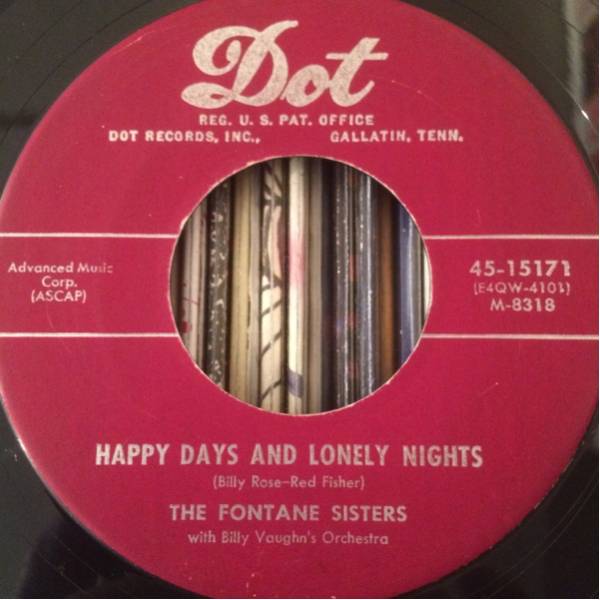 Dot
REG. U. S. PAT. OFFICE
DOT RECORDS, INC., GALLATIN, TENN.
Advanced Music
Corp.
(ASCAP)
45-15171
(E4QW-4101)
M-8318
HAPPY DAYS AND LONELY NIGHTS
(Billy Rose-Red Fisher)
THE FONTANE SISTERS
with Billy Vaughn's Orchestra